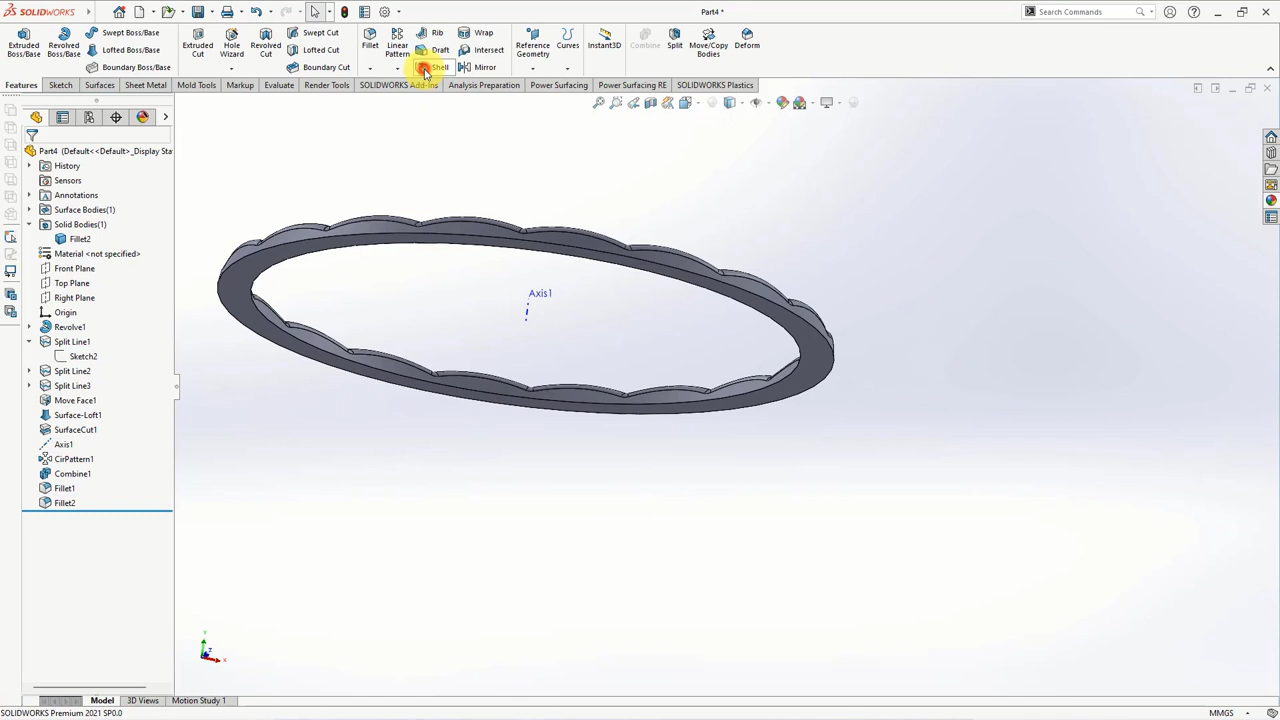 SOLIDWORKS
Part4 *
Search Commands
Extruded Boss/Base
Revolved Boss/Base
Swept Boss/Base
Lofted Boss/Base
Boundary Boss/Base
Extruded Cut
Hole Wizard
Revolved Cut
Swept Cut
Lofted Cut
Boundary Cut
Fillet
Linear Pattern
Rib
Draft
Shell
Wrap
Intersect
Mirror
Reference Geometry
Curves
Instant3D
Combine
Split
Move/Copy Bodies
Deform
Features
Sketch
Surfaces
Sheet Metal
Mold Tools
Markup
Evaluate
Render Tools
SOLIDWORKS Add-Ins
Analysis Preparation
Power Surfacing
Power Surfacing RE
SOLIDWORKS Plastics
Part4 (Default<<Default>_Display Sta
History
Sensors
Annotations
Surface Bodies(1)
Solid Bodies(1)
Fillet2
Material <not specified>
Front Plane
Top Plane
Right Plane
Origin
Revolve1
Split Line1
Sketch2
Split Line2
Split Line3
Move Face1
Surface-Loft1
SurfaceCut1
Axis1
CirPattern1
Combine1
Fillet1
Fillet2
Axis1
Y
Z
X
Model
3D Views
Motion Study 1
SOLIDWORKS Premium 2021 SP0.0
MMGS